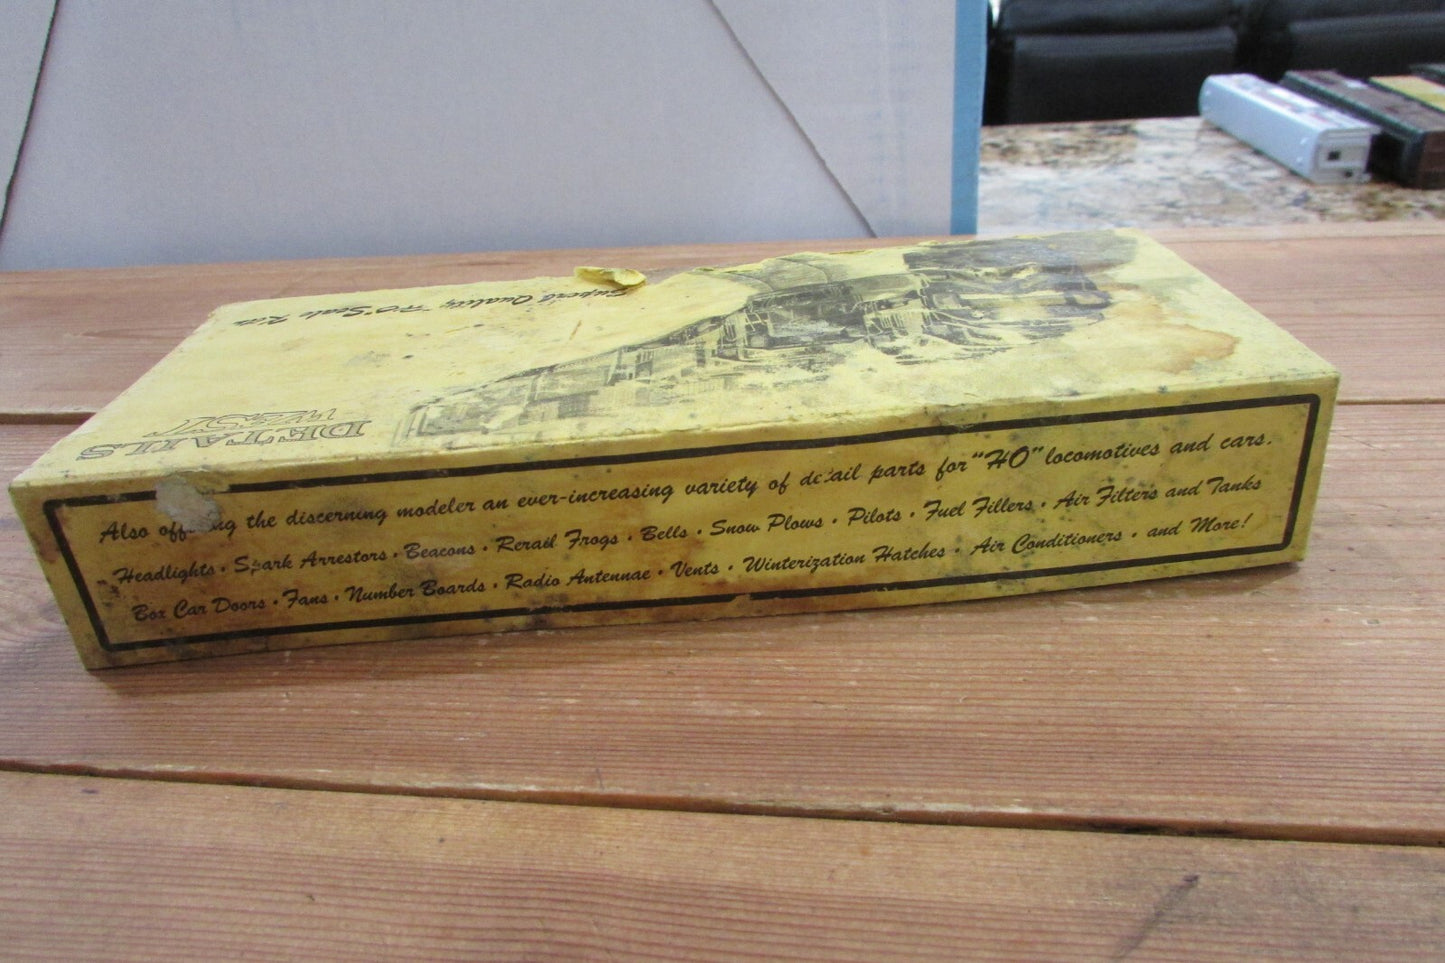 Superb Quality "HO" Scale Kits
DETAILS
WEST
Also offering the discerning modeler an ever-increasing variety of detail parts for "HO" locomotives and cars.
Headlights · Spark Arrestors · Beacons · Rerail Frogs · Bells · Snow Plows · Pilots · Fuel Fillers · Air Filters and Tanks
Box Car Doors · Fans · Number Boards · Radio Antennae · Vents · Winterization Hatches · Air Conditioners · and More!